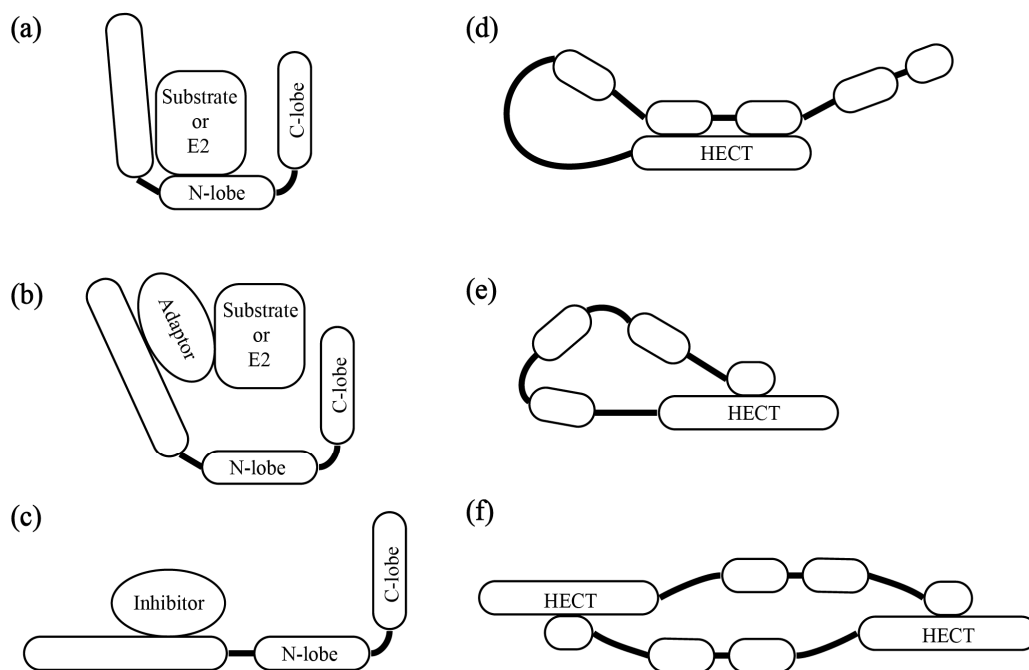 (a)
Substrate
or
E2
N-lobe
C-lobe
(b)
Adaptor
Substrate
or
E2
N-lobe
C-lobe
(c)
Inhibitor
N-lobe
C-lobe
(d)
HECT
(e)
HECT
(f)
HECT
HECT